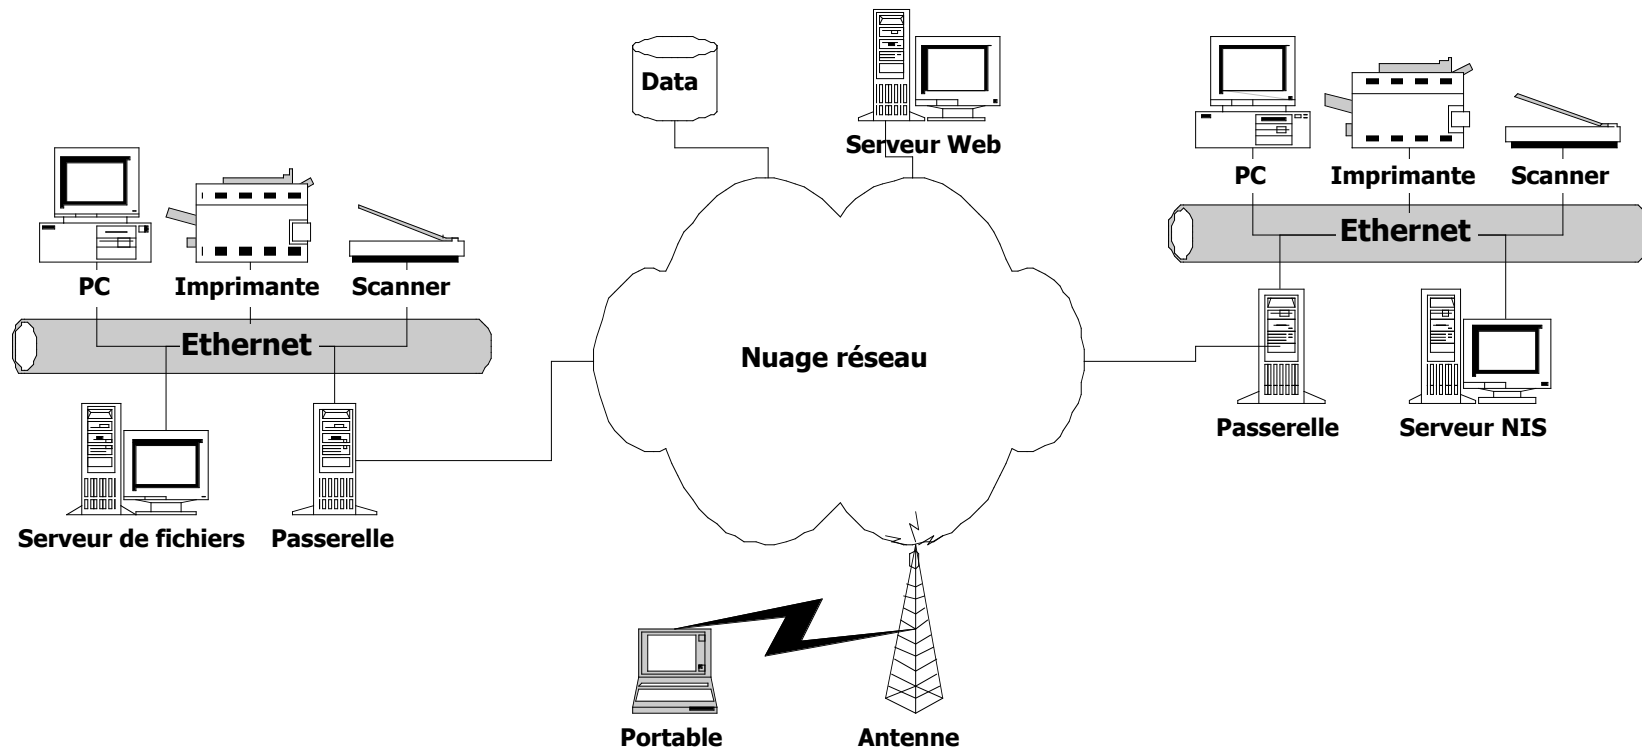 Data
Serveur Web
PC Imprimante Scanner
Ethernet
PC Imprimante Scanner
Ethernet
Nuage réseau
Passerelle Serveur NIS
Serveur de fichiers Passerelle
Portable Antenne